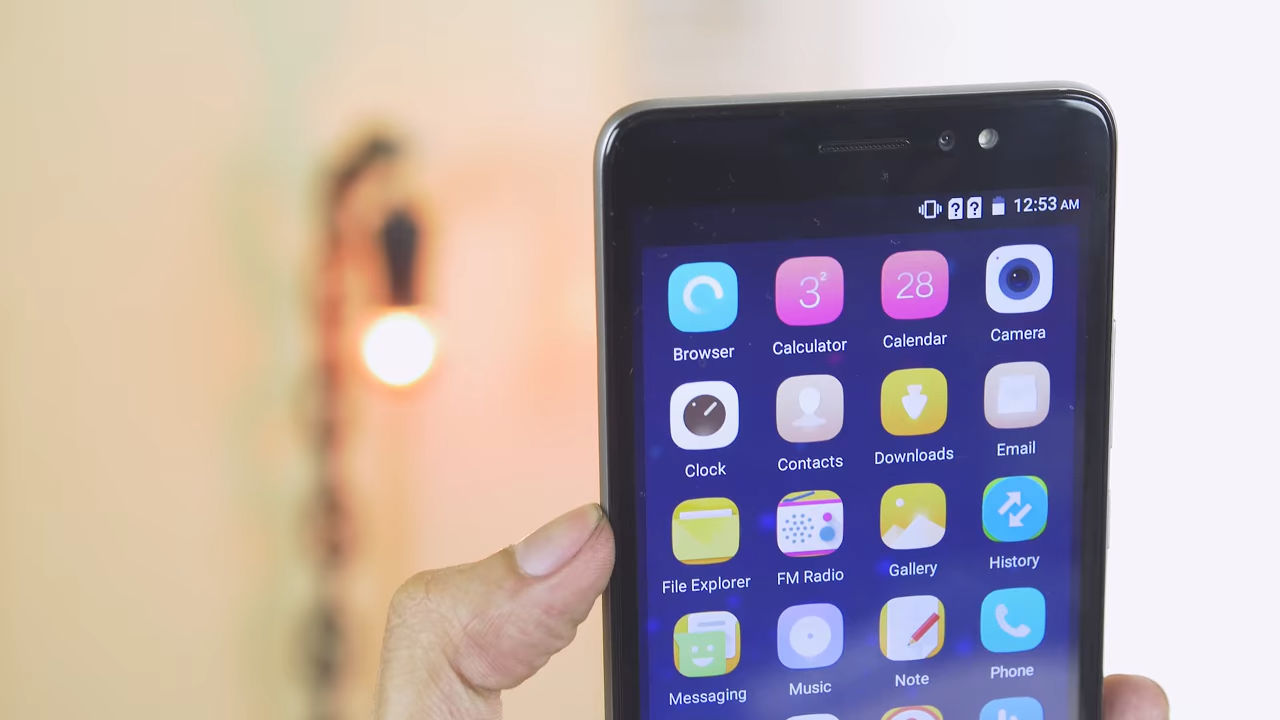 ? ? 12:53 AM
3² 28
Browser Calculator Calendar Camera
Clock Contacts Downloads Email
File Explorer FM Radio Gallery History
Messaging Music Note Phone